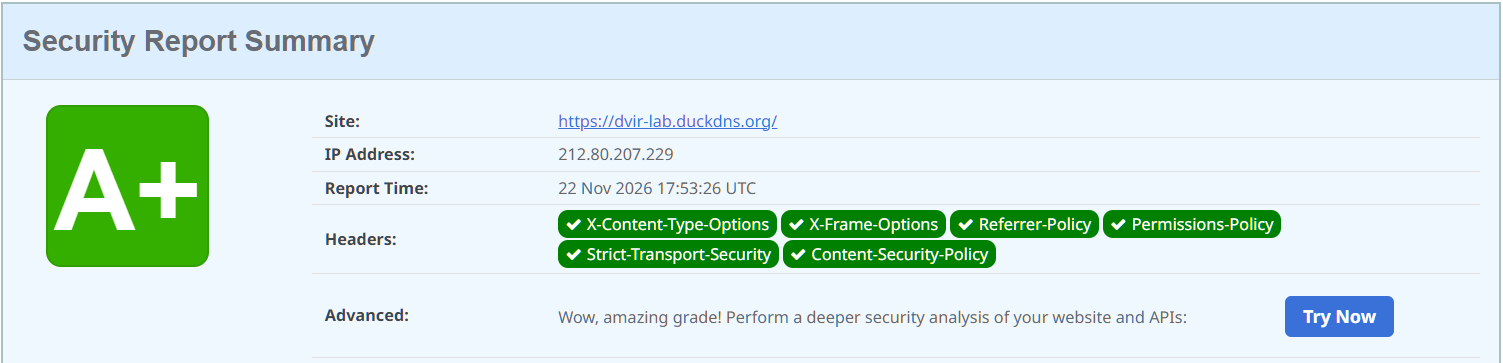 Security Report Summary
A+
Site: https://dvir-lab.duckdns.org/
IP Address: 212.80.207.229
Report Time: 22 Nov 2026 17:53:26 UTC
Headers: X-Content-Type-Options X-Frame-Options Referrer-Policy Permissions-Policy
Strict-Transport-Security Content-Security-Policy
Advanced: Wow, amazing grade! Perform a deeper security analysis of your website and APIs: Try Now